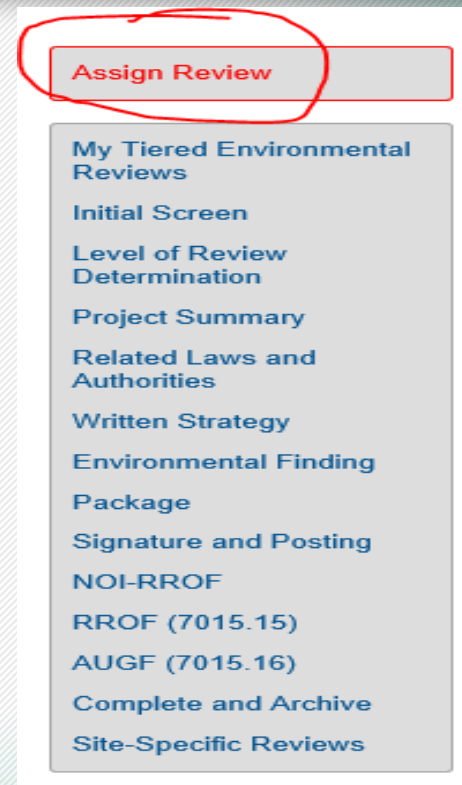 Assign Review
My Tiered Environmental
Reviews
Initial Screen
Level of Review
Determination
Project Summary
Related Laws and
Authorities
Written Strategy
Environmental Finding
Package
Signature and Posting
NOI-RROF
RROF (7015.15)
AUGF (7015.16)
Complete and Archive
Site-Specific Reviews